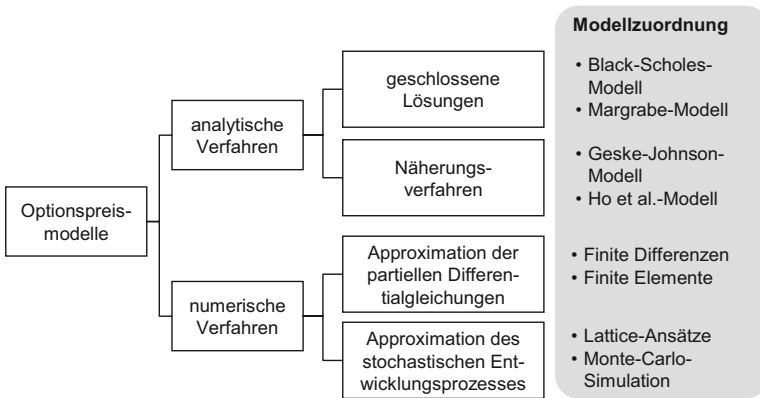 Modellzuordnung
geschlossene
Lösungen
• Black-Scholes-
Modell
• Margrabe-Modell
analytische
Verfahren
Näherungs-
verfahren
• Geske-Johnson-
Modell
• Ho et al.-Modell
Optionspreis-
modelle
Approximation der
partiellen Differen-
tialgleichungen
• Finite Differenzen
• Finite Elemente
numerische
Verfahren
Approximation des
stochastischen Ent-
wicklungsprozesses
• Lattice-Ansätze
• Monte-Carlo-
Simulation